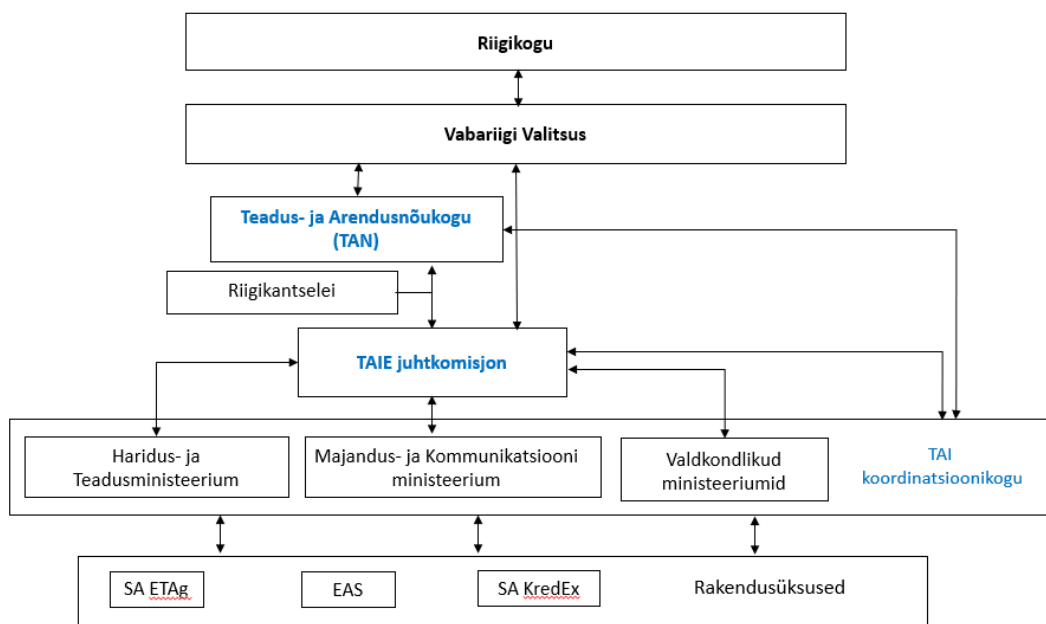 Riigikogu
Vabariigi Valitsus
Teadus- ja Arendusnõukogu
(TAN)
Riigikantselei
TAIE juhtkomisjon
Haridus- ja
Teadusministeerium
Majandus- ja Kommunikatsiooni
ministeerium
Valdkondlikud
ministeeriumid
TAI
koordinatsioonikogu
SA ETAg
EAS
SA KredEx
Rakendusüksused